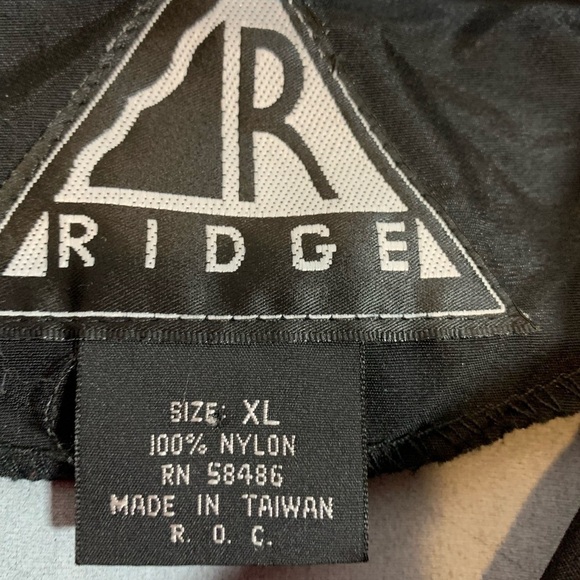 R
RIDGE
SIZE: XL
100% NYLON
RN 58486
MADE IN TAIWAN
R. O. C.